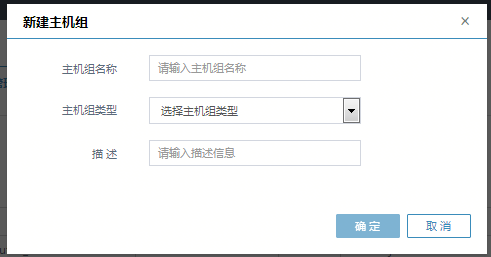 新建主机组
×
主机组名称 请输入主机组名称
主机组类型 选择主机组类型
描 述 请输入描述信息
确 定 取 消